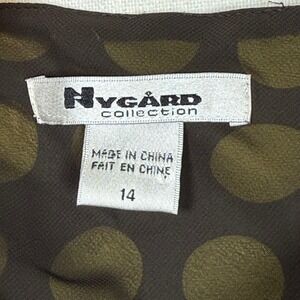 NYGÅRD
collection
MADE IN CHINA
FAIT EN CHINE
14